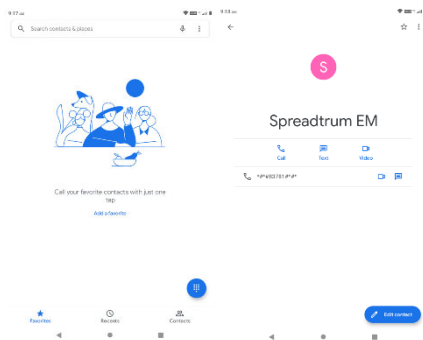 Search contacts & places
Call your favorite contacts with just one
tap
Add a favorite
Favorites
Recents
Contacts
S
Spreadtrum EM
Call
Text
Video
Edit contact